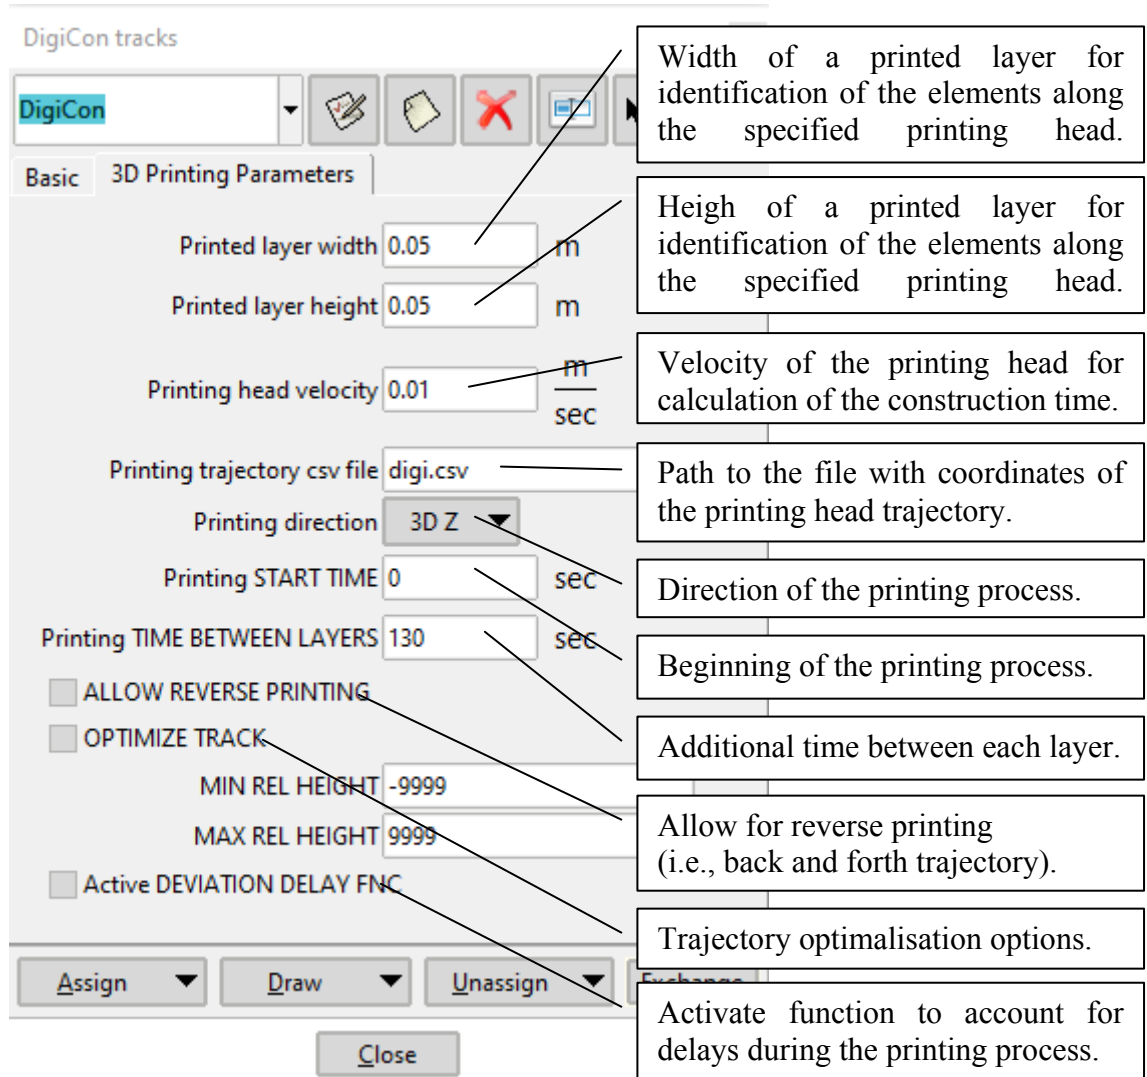 DigiCon tracks
DigiCon
Basic 3D Printing Parameters
Printed layer width 0.05 m
Printed layer height 0.05 m
Printing head velocity 0.01 m
sec
Printing trajectory csv file digi.csv
Printing direction 3D Z
Printing START TIME 0 sec
Printing TIME BETWEEN LAYERS 130 sec
ALLOW REVERSE PRINTING
OPTIMIZE TRACK
MIN REL HEIGHT -9999
MAX REL HEIGHT 9999
Active DEVIATION DELAY FNC
Assign Draw Unassign Exchange
Close
Width of a printed layer for
identification of the elements along
the specified printing head.
Heigh of a printed layer for
identification of the elements along
the specified printing head.
Velocity of the printing head for
calculation of the construction time.
Path to the file with coordinates of
the printing head trajectory.
Direction of the printing process.
Beginning of the printing process.
Additional time between each layer.
Allow for reverse printing
(i.e., back and forth trajectory).
Trajectory optimalisation options.
Activate function to account for
delays during the printing process.